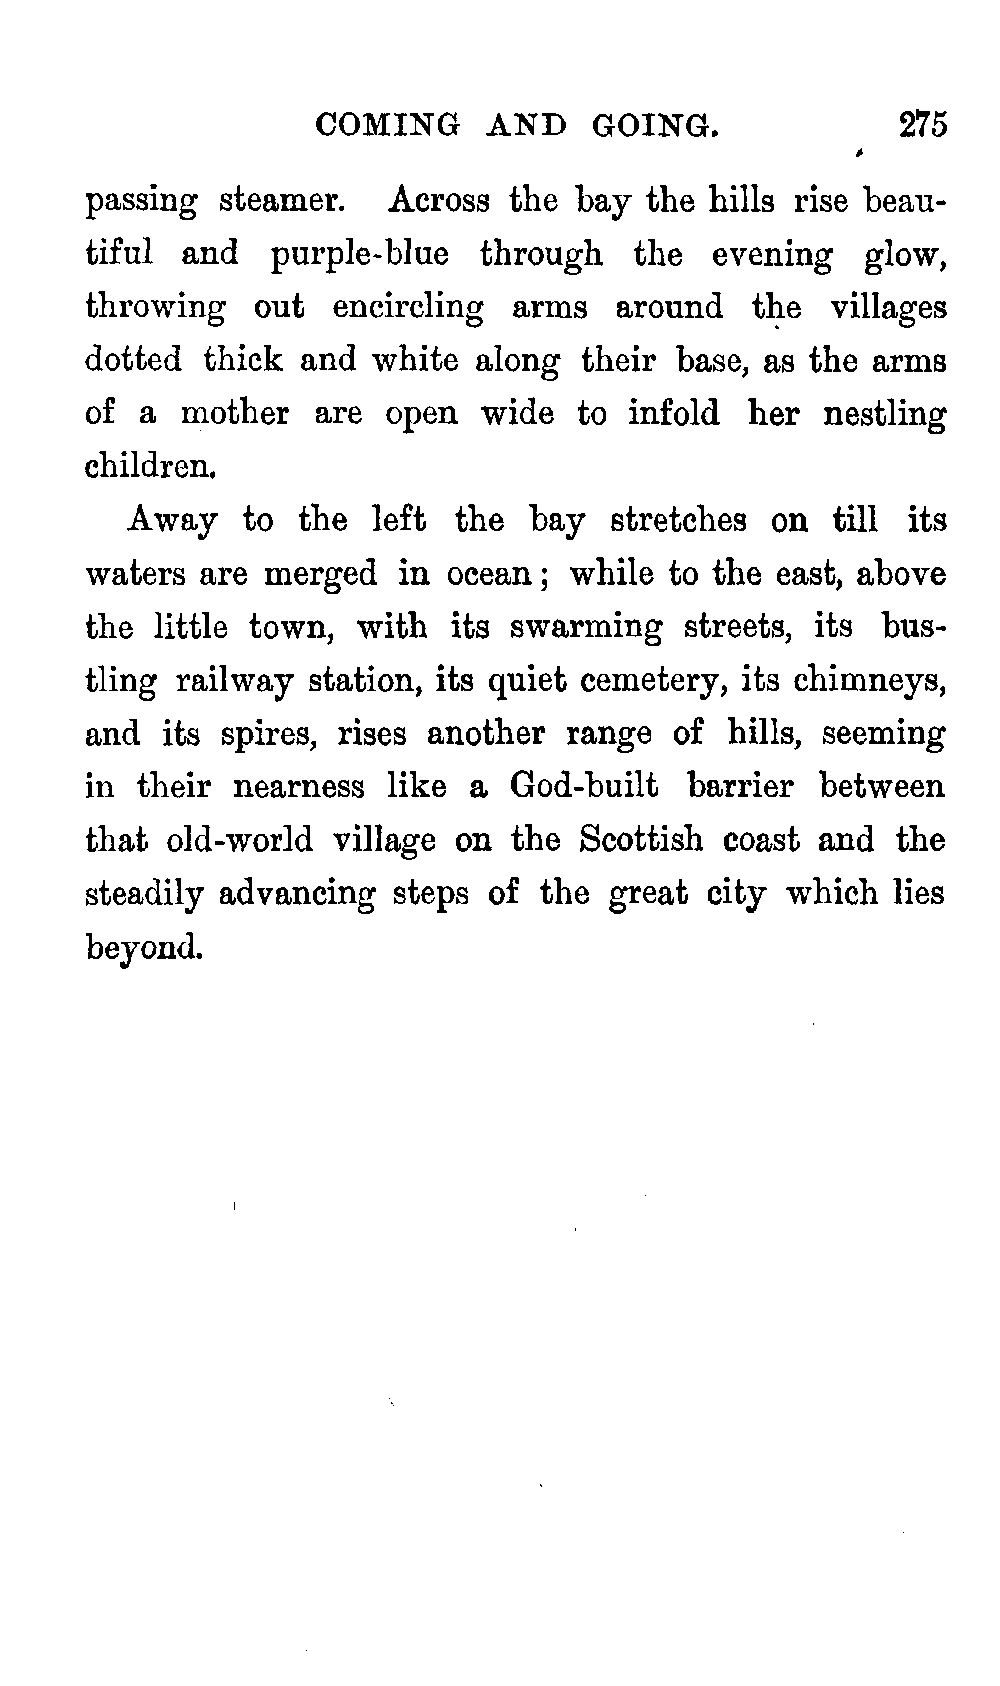 COMING AND GOING. 275
passing steamer. Across the bay the hills rise beau-
tiful and purple-blue through the evening glow,
throwing out encircling arms around the villages
dotted thick and white along their base, as the arms
of a mother are open wide to infold her nestling
children.
Away to the left the bay stretches on till its
waters are merged in ocean; while to the east, above
the little town, with its swarming streets, its bus-
tling railway station, its quiet cemetery, its chimneys,
and its spires, rises another range of hills, seeming
in their nearness like a God-built barrier between
that old-world village on the Scottish coast and the
steadily advancing steps of the great city which lies
beyond.